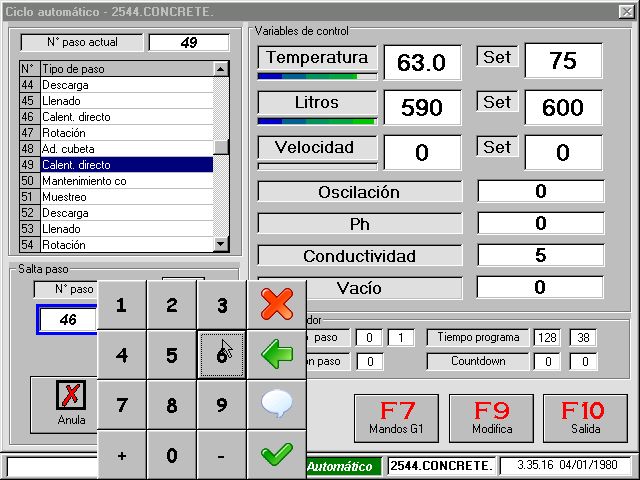 Ciclo automático - 2544.CONCRETE.
N° paso actual 49
N° Tipo de paso
44 Descarga
45 Llenado
46 Calent. directo
47 Rotación
48 Ad. cubeta
49 Calent. directo
50 Mantenimiento co
51 Muestreo
52 Descarga
53 Llenado
54 Rotación
Variables de control
Temperatura 63.0 Set 75
Litros 590 Set 600
Velocidad 0 Set 0
Oscilación 0
Ph 0
Conductividad 5
Vacío 0
Salta paso
N° paso
46
1 2 3
4 5 6
7 8 9
+ 0 -
Anula
paso 0 1 Tiempo programa 128 38
paso 0 Countdown 0
F7 F9 F10
Mandos G1 Modifica Salida
Automático 2544.CONCRETE. 3.35.16 04/01/1980